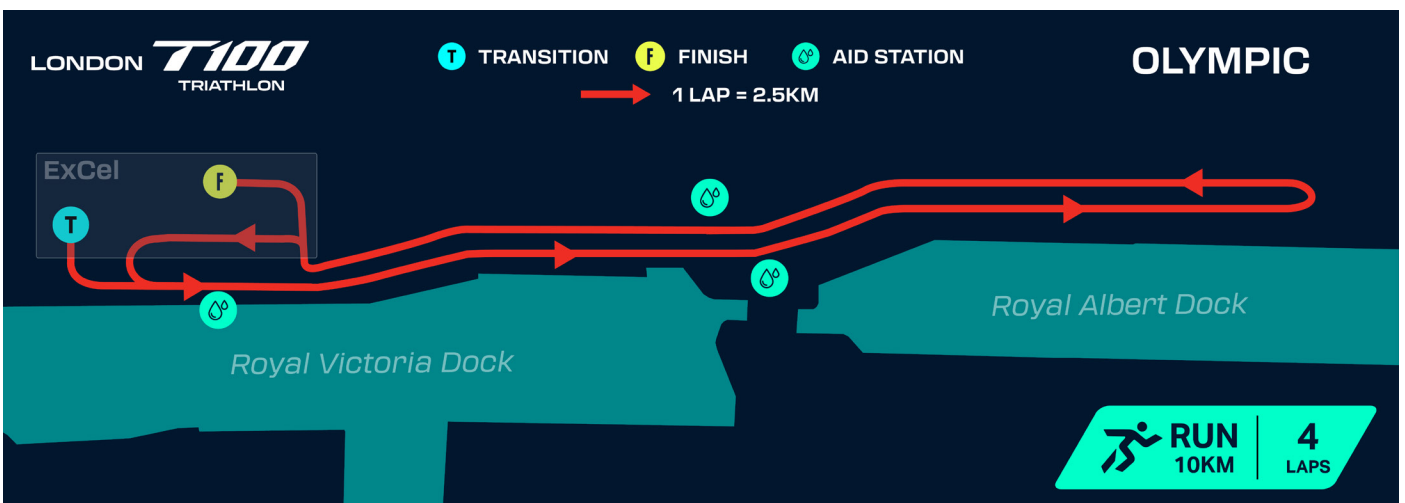 LONDON T100
TRIATHLON
T TRANSITION
F FINISH
AID STATION
1 LAP = 2.5KM
OLYMPIC
ExCel
F
T
Royal Albert Dock
Royal Victoria Dock
RUN
10KM
4
LAPS